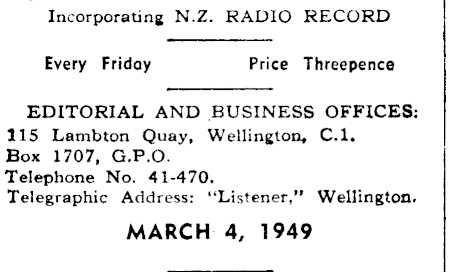 Incorporating N.Z. RADIO RECORD
Every Friday Price Threepence
EDITORIAL AND BUSINESS OFFICES:
115 Lambton Quay, Wellington, C.1.
Box 1707, G.P.O.
Telephone No. 41-470.
Telegraphic Address: "Listener," Wellington.
MARCH 4, 1949